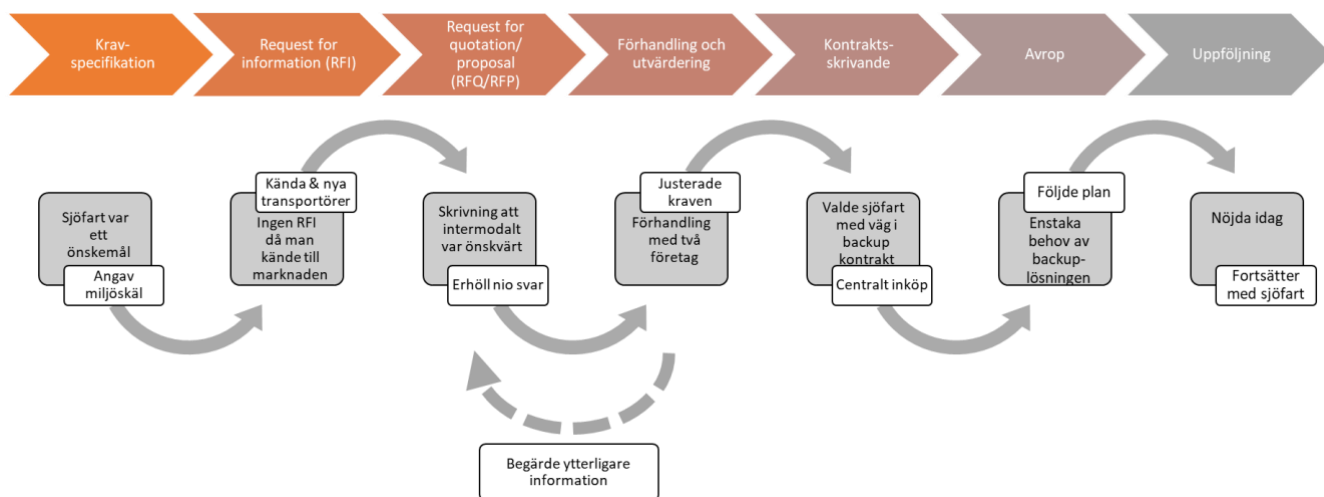 Krav-
specifikation
Request for
information (RFI)
Request for
quotation/
proposal
(RFQ/RFP)
Förhandling och
utvärdering
Kontrakts-
skrivande
Avrop
Uppföljning
Sjöfart var
ett
önskemål
Angav
miljöskäl
Kända & nya
transportörer
Ingen RFI
då man
kände till
marknaden
Skrivning att
intermodalt
var önskvärt
Erhöll nio svar
Justerade
kraven
Förhandling
med två
företag
Valde sjöfart
med väg i
backup
kontrakt
Centralt inköp
Följde plan
Enstaka
behov av
backup-
lösningen
Nöjda idag
Fortsätter
med sjöfart
Begärde ytterligare
information